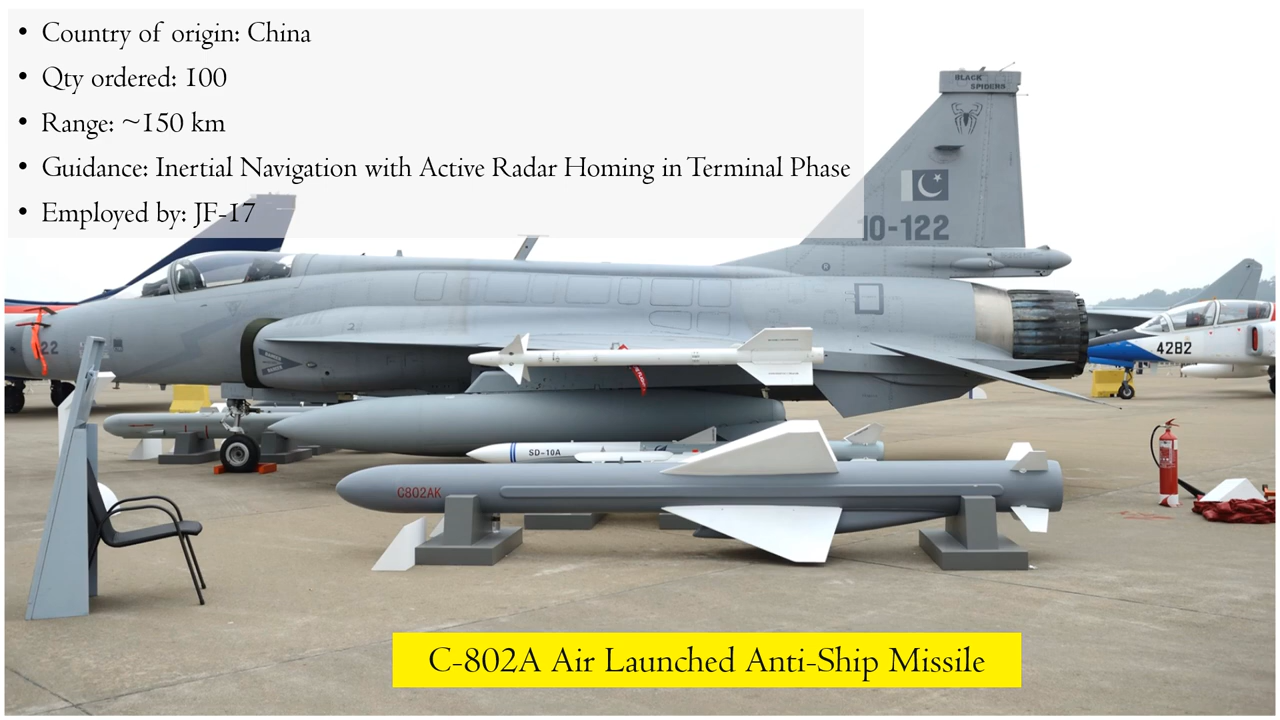 • Country of origin: China
• Qty ordered: 100
• Range: ~150 km
• Guidance: Inertial Navigation with Active Radar Homing in Terminal Phase
• Employed by: JF-17
BLACK
SPIDERS
10-122
22
4282
SD-10A
C802AK
C-802A Air Launched Anti-Ship Missile